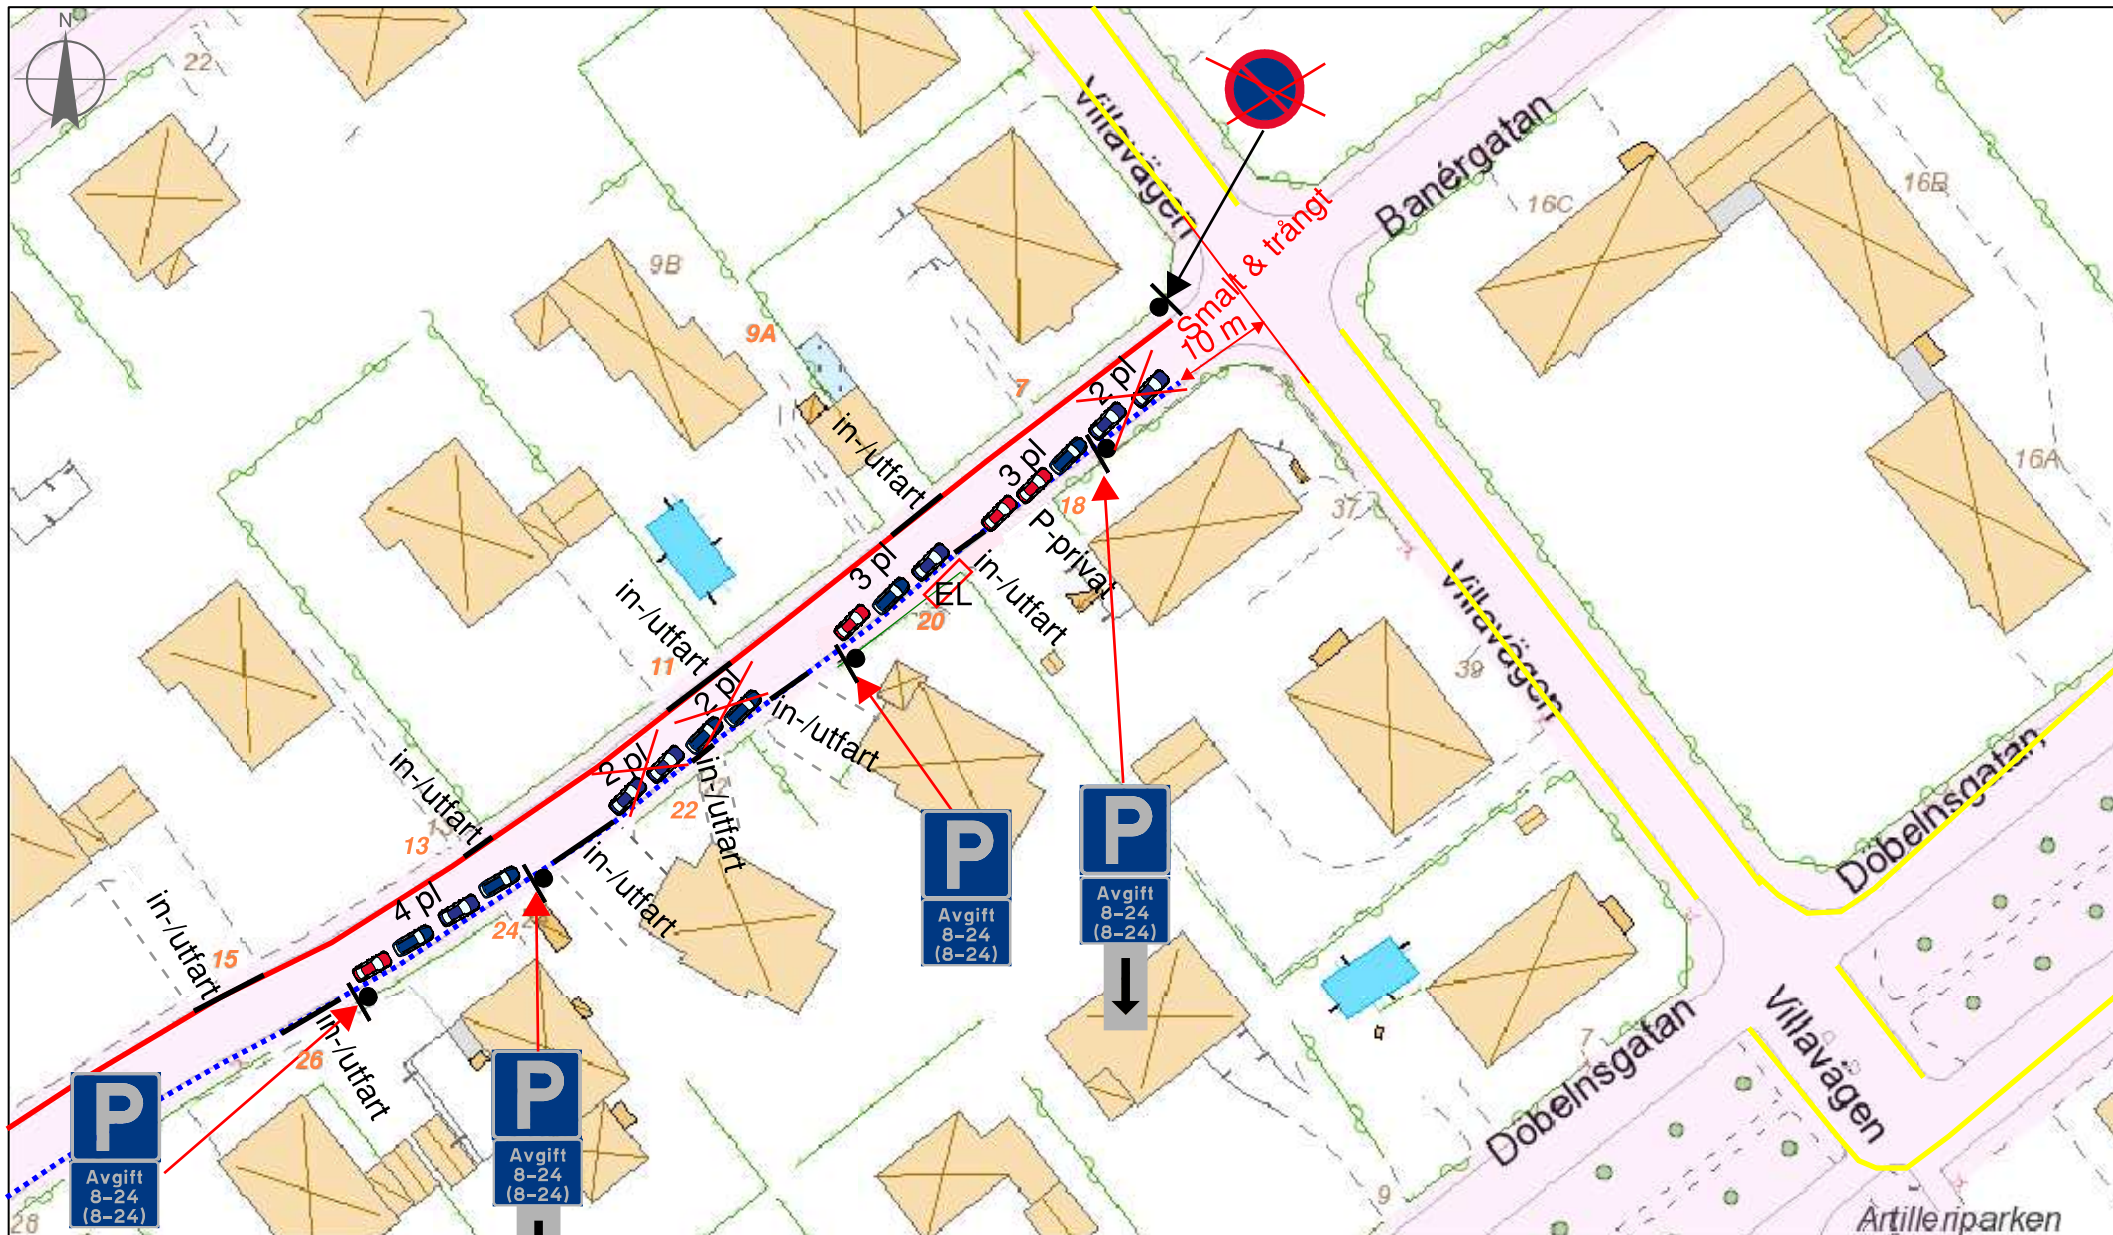 N
22
Villavägen
Banérgatan
16C
16B
9B
Smalt & trångt
10 m
9A
7
2 pl
in-/utfart
3 pl
18
37
16A
P-privat
3 pl
in-/utfart
EL
20
in-/utfart
11
2 pl
in-/utfart
Villavägen
39
2 pl
22
in-/utfart
in-/utfart
13
13
in-/utfart
Döbelnsgatan
4 pl
24
in-/utfart
15
26
in-/utfart
P
Avgift
8-24
(8-24)
P
Avgift
8-24
(8-24)
P
Avgift
8-24
(8-24)
P
Avgift
8-24
(8-24)
Villavägen
Döbelnsgatan
7
9
28
Artilleriparken